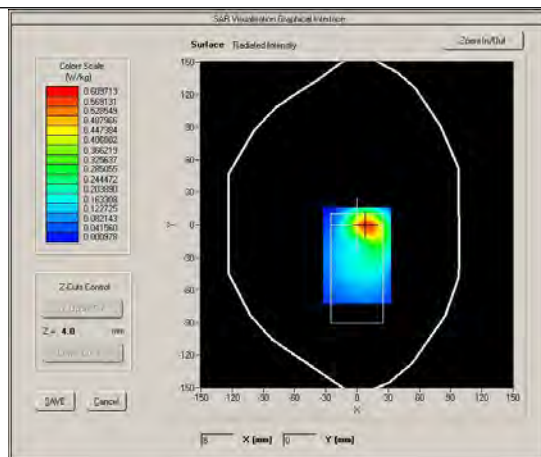 SAR Visualisation Graphical Interface
Surface Radiated Intensity
Zoom In/Out
Colors Scale
(W/kg)
0.609713
0.569131
0.528549
0.487966
0.447384
0.406802
0.366219
0.325637
0.285055
0.244472
0.203890
0.163308
0.122725
0.082143
0.041560
0.000978
150
120
90
60
30
0
-30
-60
-90
-120
-150
Y
-150 -120 -90 -60 -30 0 30 60 90 120 150
X
Z-Cuts Control
Z = 4.0 mm
SAVE Cancel
8 X (mm) 0 Y (mm)